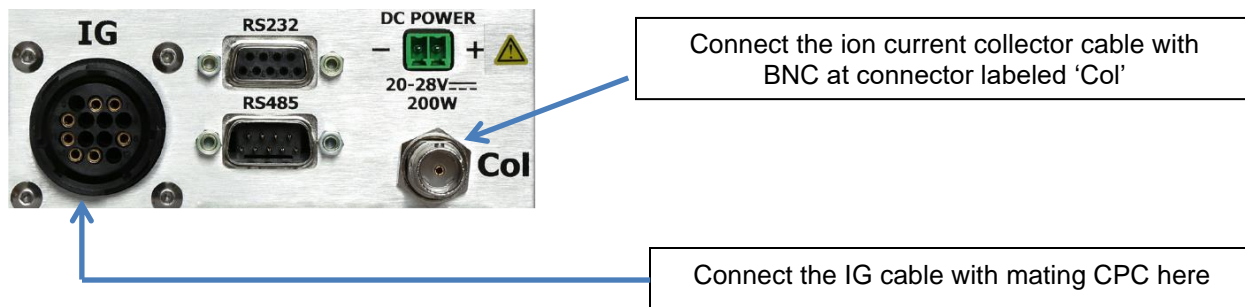 IG
RS232
DC POWER
- +
20-28V
200W
RS485
Col
Connect the ion current collector cable with
BNC at connector labeled ‘Col’
Connect the IG cable with mating CPC here